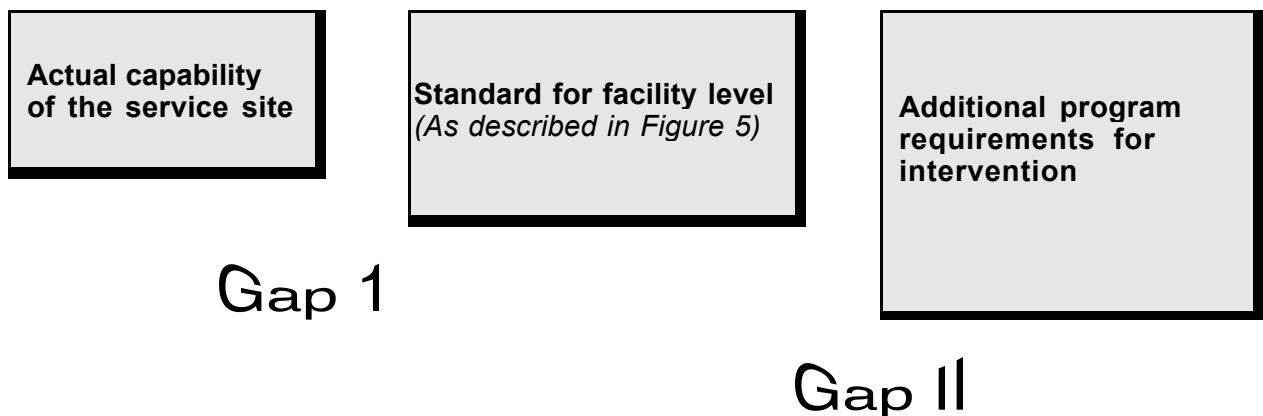 Actual capability
of the service site
Standard for facility level
(As described in Figure 5)
Additional program
requirements for
intervention
Gap 1
Gap II